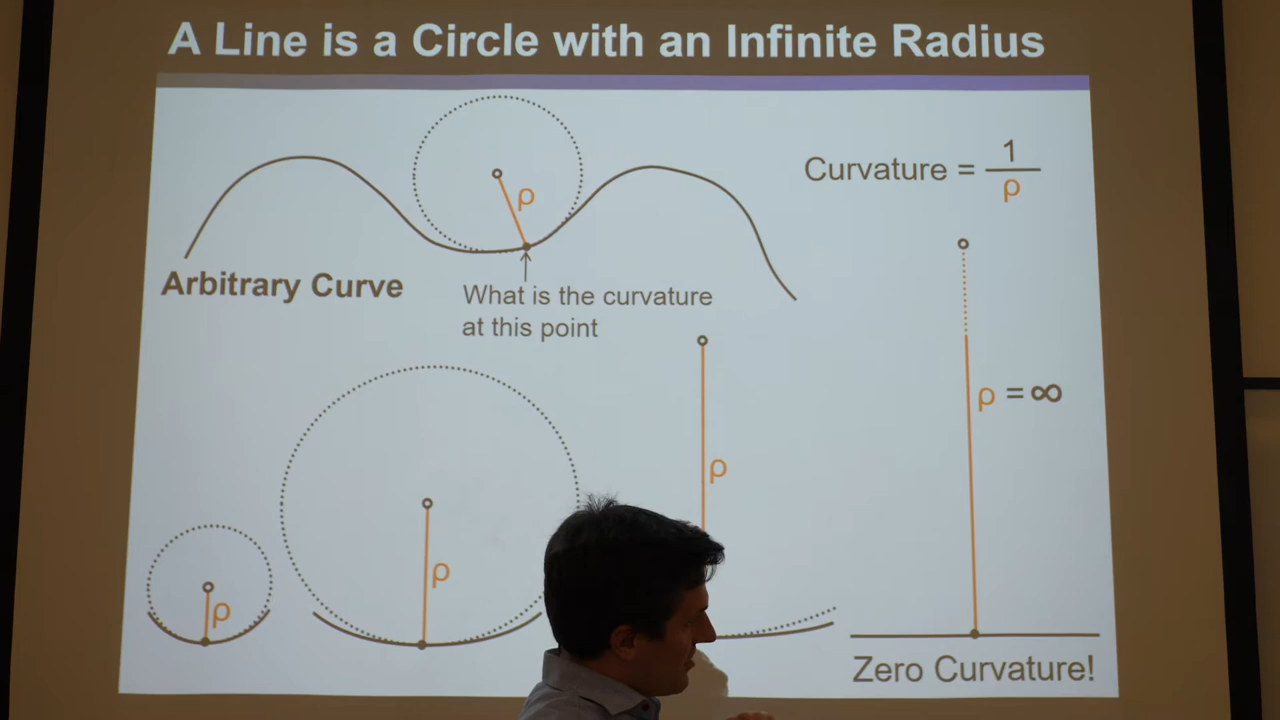 A Line is a Circle with an Infinite Radius
Curvature = 1/ρ
ρ
Arbitrary Curve
What is the curvature
at this point
ρ = ∞
ρ
ρ
ρ
Zero Curvature!